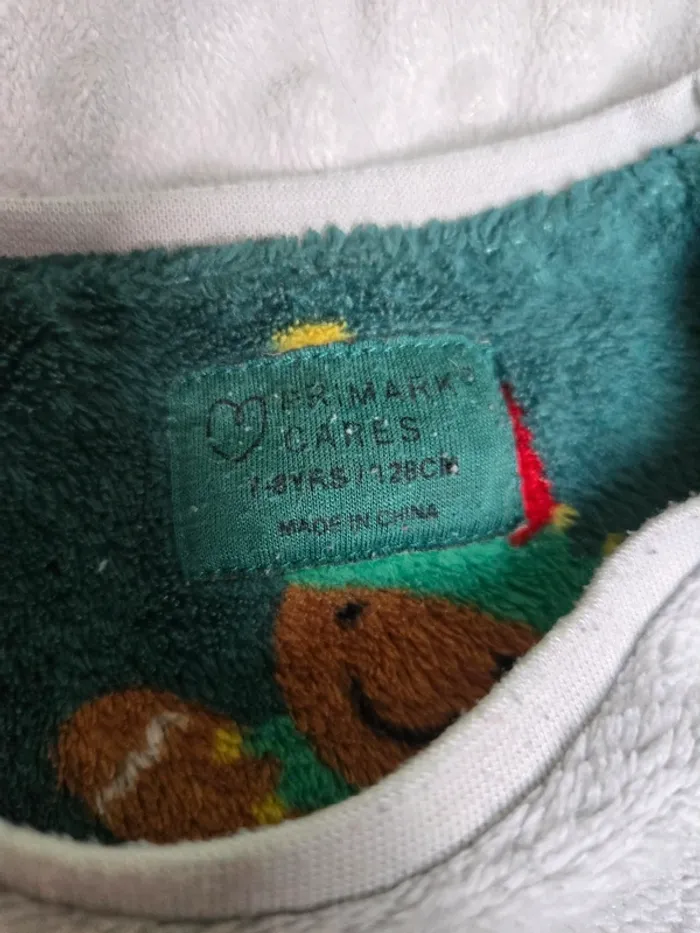 PRIMARK®
CARES
7-8YRS / 128CM
MADE IN CHINA